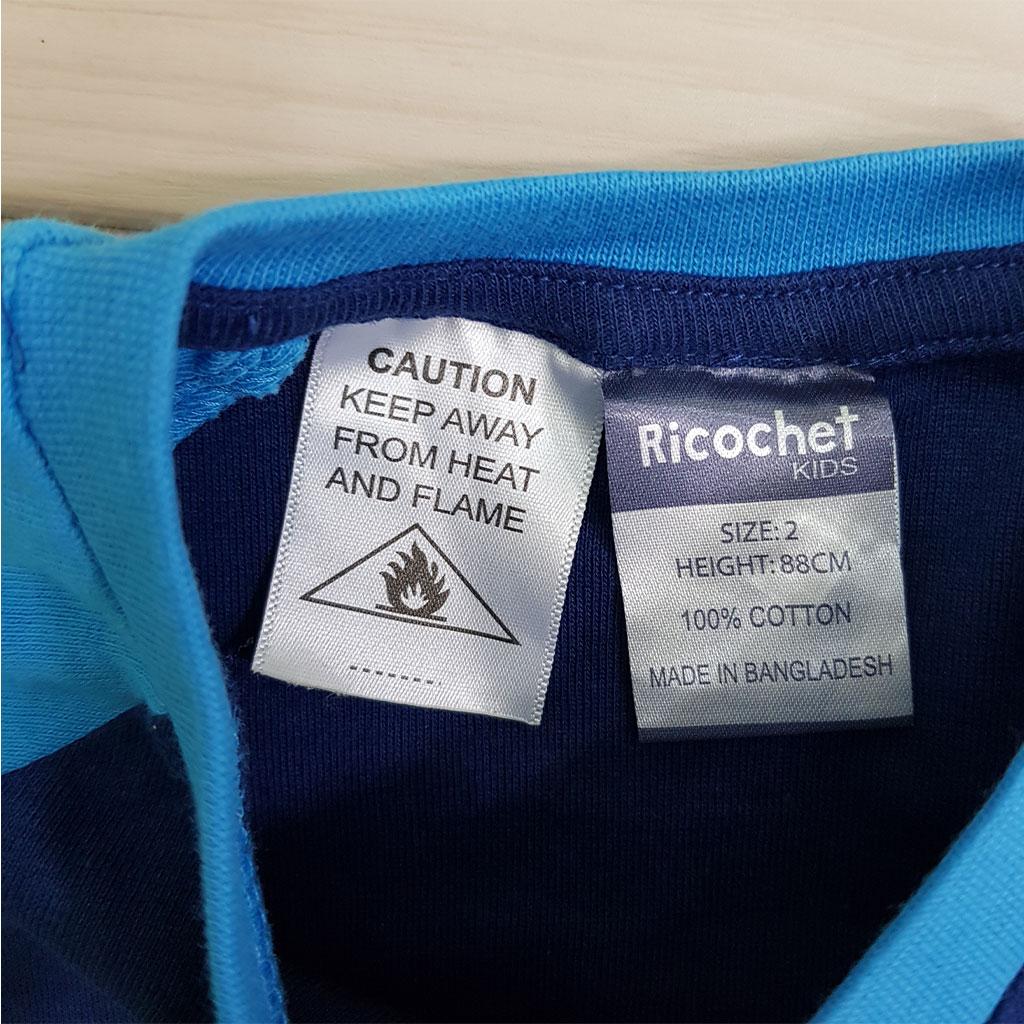 CAUTION
KEEP AWAY
FROM HEAT
AND FLAME
Ricochet
KIDS
SIZE: 2
HEIGHT: 88CM
100% COTTON
MADE IN BANGLADESH